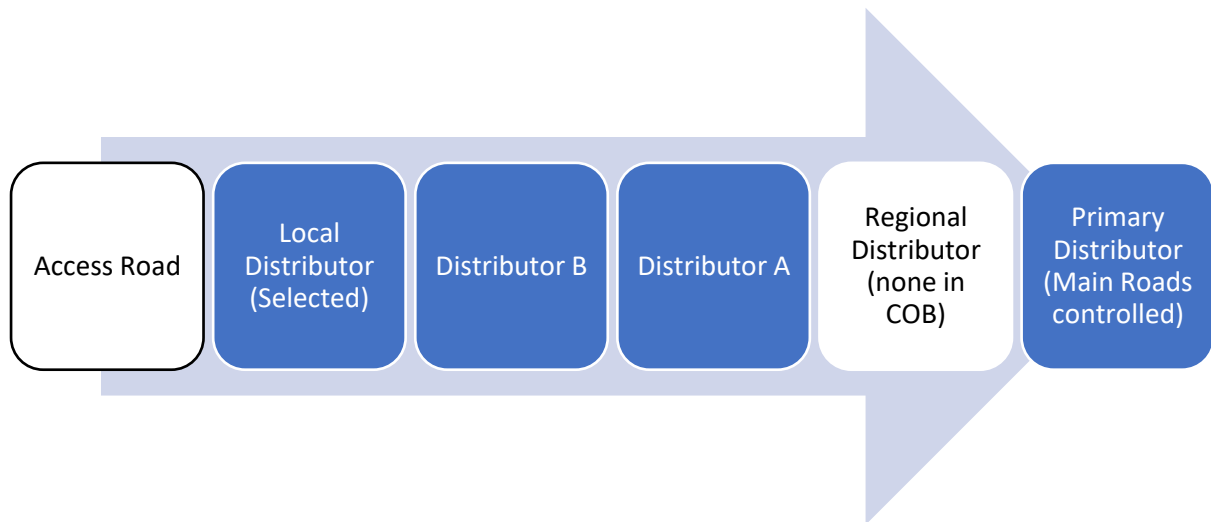 Access Road
Local
Distributor
(Selected)
Distributor B
Distributor A
Regional
Distributor
(none in
COB)
Primary
Distributor
(Main Roads
controlled)